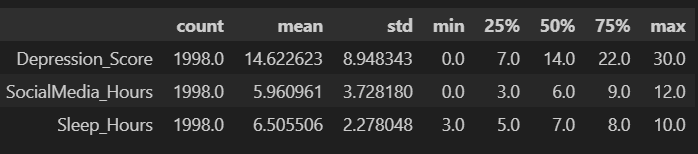 count mean std min 25% 50% 75% max
Depression_Score 1998.0 14.622623 8.948343 0.0 7.0 14.0 22.0 30.0
SocialMedia_Hours 1998.0 5.960961 3.728180 0.0 3.0 6.0 9.0 12.0
Sleep_Hours 1998.0 6.505506 2.278048 3.0 5.0 7.0 8.0 10.0